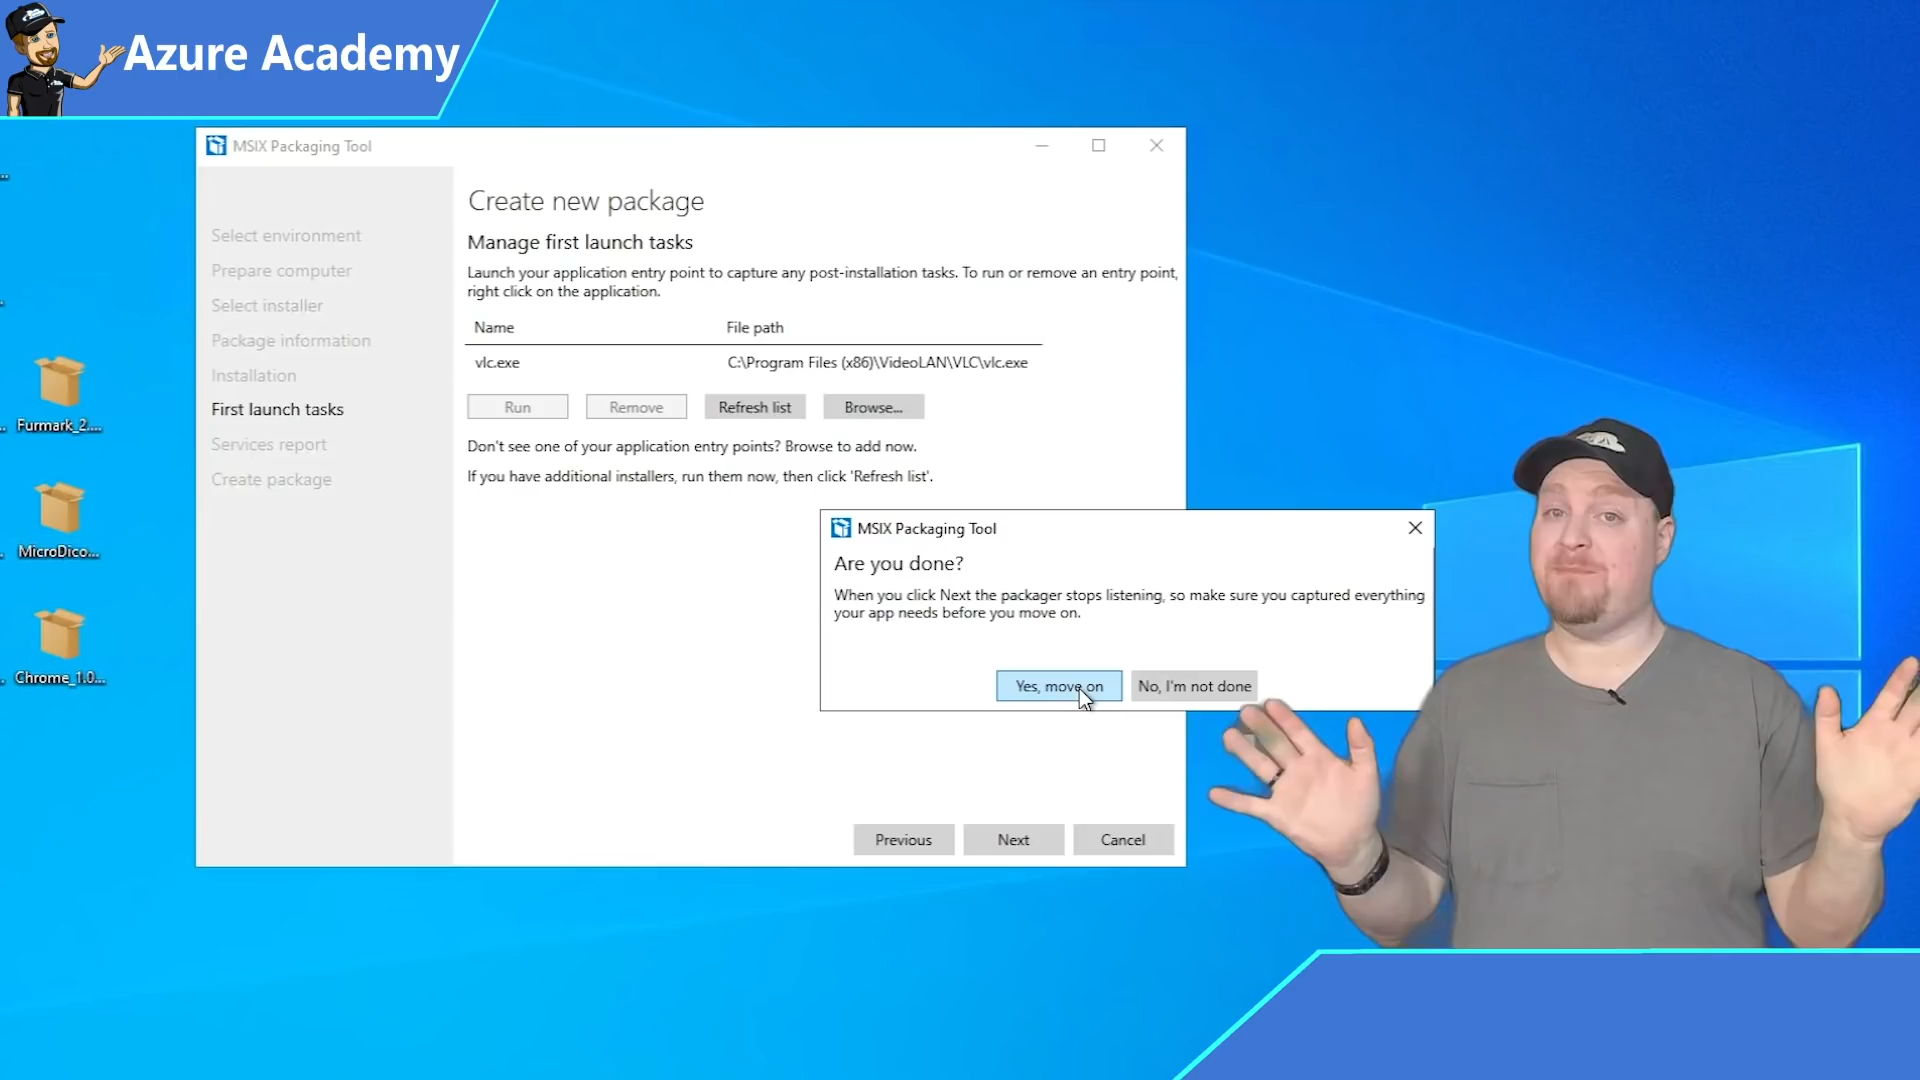 Azure Academy
MSIX Packaging Tool
Create new package
Manage first launch tasks
Launch your application entry point to capture any post-installation tasks. To run or remove an entry point,
right click on the application.
Name File path
vlc.exe C:\Program Files (x86)\VideoLAN\VLC\vlc.exe
Run Remove Refresh list Browse...
Don't see one of your application entry points? Browse to add now.
If you have additional installers, run them now, then click 'Refresh list'.
Select environment
Prepare computer
Select installer
Package information
Installation
First launch tasks
Services report
Create package
MSIX Packaging Tool
Are you done?
When you click Next the packager stops listening, so make sure you captured everything
your app needs before you move on.
Yes, move on No, I'm not done
Previous Next Cancel
Furmark_2....
MicroDico...
Chrome_1.0...